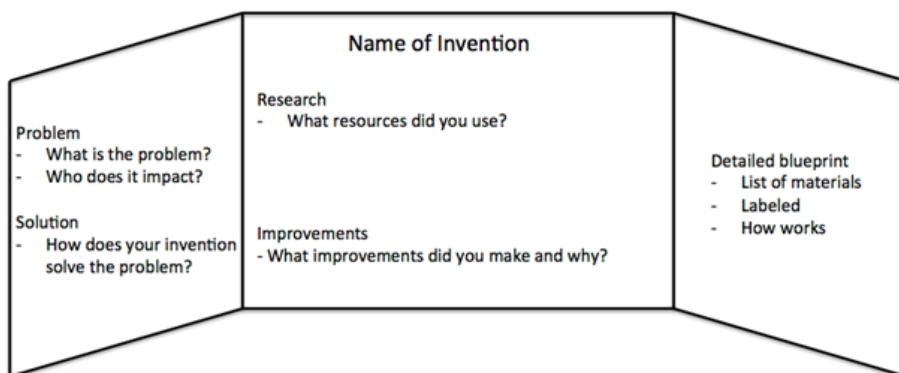 Name of Invention
Problem
- What is the problem?
- Who does it impact?
Solution
- How does your invention
solve the problem?
Research
- What resources did you use?
Improvements
- What improvements did you make and why?
Detailed blueprint
- List of materials
- Labeled
- How works